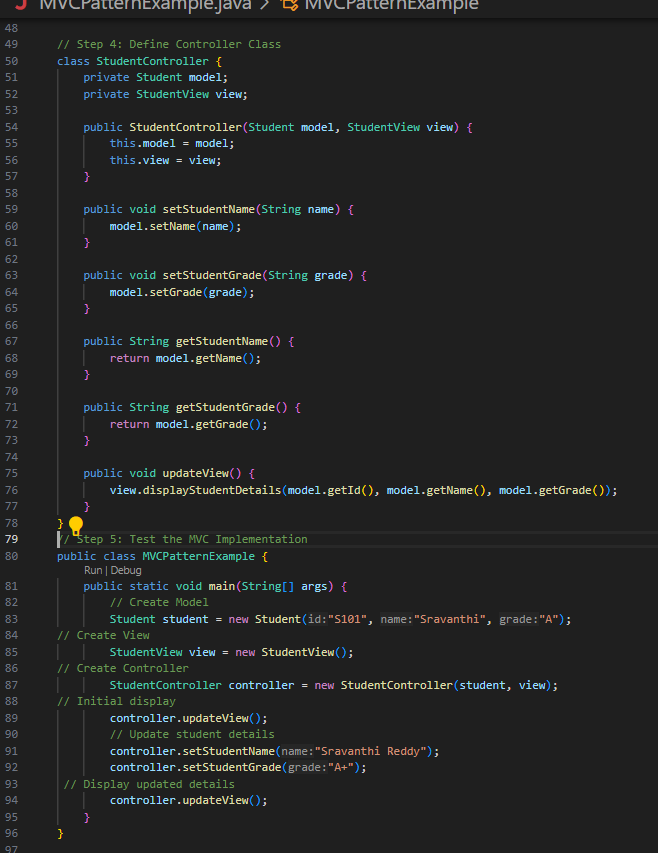 MVCPatternExample.java > MVCPatternExample
48
49 // Step 4: Define Controller Class
50 class StudentController {
51     private Student model;
52     private StudentView view;
53
54     public StudentController(Student model, StudentView view) {
55         this.model = model;
56         this.view = view;
57     }
58
59     public void setStudentName(String name) {
60         model.setName(name);
61     }
62
63     public void setStudentGrade(String grade) {
64         model.setGrade(grade);
65     }
66
67     public String getStudentName() {
68         return model.getName();
69     }
70
71     public String getStudentGrade() {
72         return model.getGrade();
73     }
74
75     public void updateView() {
76         view.displayStudentDetails(model.getId(), model.getName(), model.getGrade());
77     }
78 }
79 // Step 5: Test the MVC Implementation
80 public class MVCPatternExample {
Run | Debug
81     public static void main(String[] args) {
82         // Create Model
83         Student student = new Student(id:"S101", name:"Sravanthi", grade:"A");
84 // Create View
85         StudentView view = new StudentView();
86 // Create Controller
87         StudentController controller = new StudentController(student, view);
88 // Initial display
89         controller.updateView();
90         // Update student details
91         controller.setStudentName(name:"Sravanthi Reddy");
92         controller.setStudentGrade(grade:"A+");
93  // Display updated details
94         controller.updateView();
95     }
96 }
97